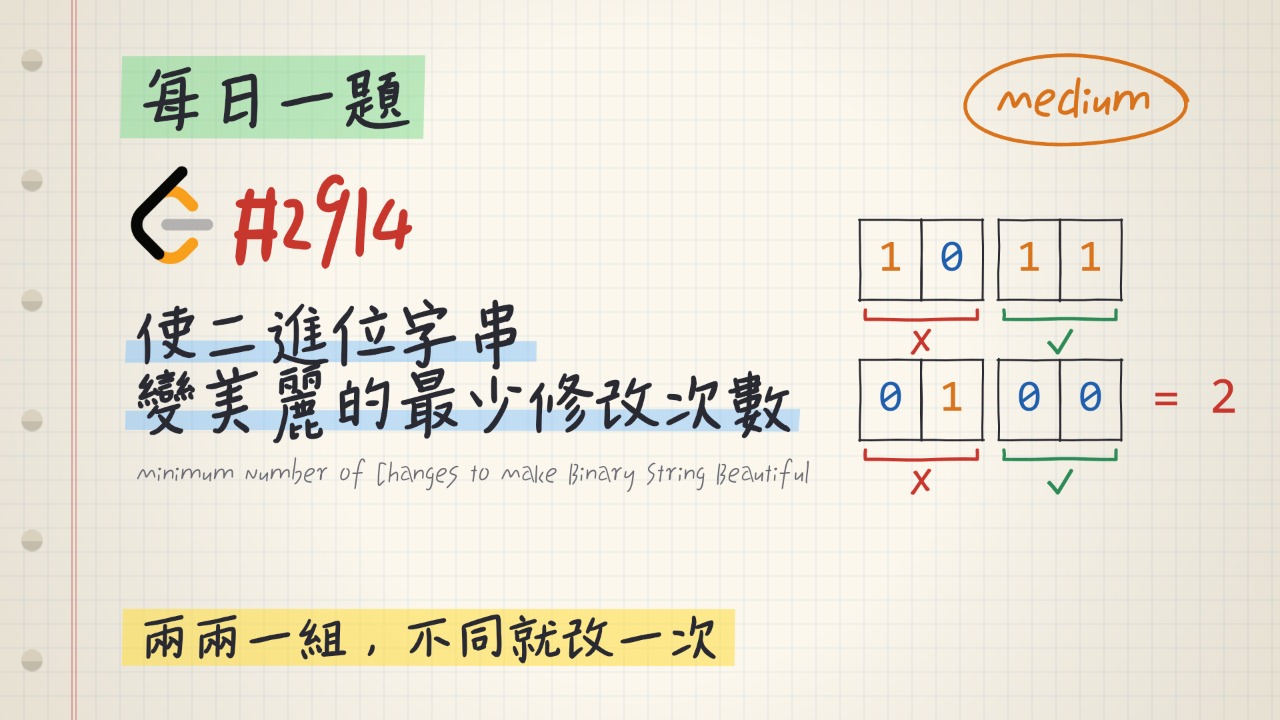 每日一題
medium
#2914
使二進位字串
變美麗的最少修改次數
minimum Number of Changes to make Binary String Beautiful
1 0 1 1
x ✓
0 1 0 0 = 2
x ✓
兩兩一組，不同就改一次